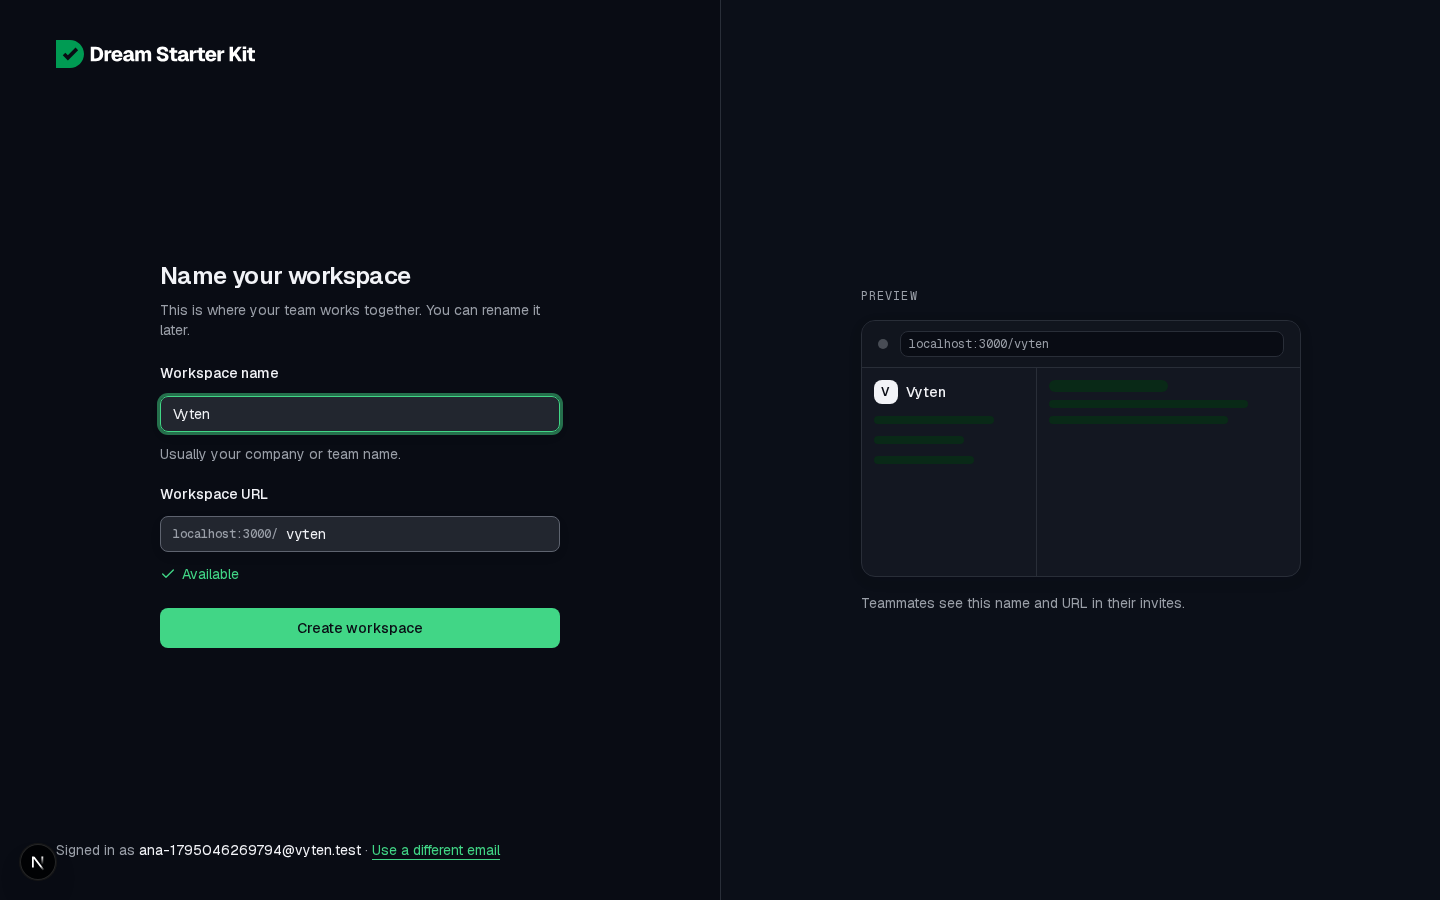 Dream Starter Kit
Name your workspace
This is where your team works together. You can rename it
later.
Workspace name
Vyten
Usually your company or team name.
Workspace URL
localhost:3000/ vyten
Available
Create workspace
Signed in as ana-1795046269794@vyten.test · Use a different email
N
PREVIEW
localhost:3000/vyten
V Vyten
Teammates see this name and URL in their invites.